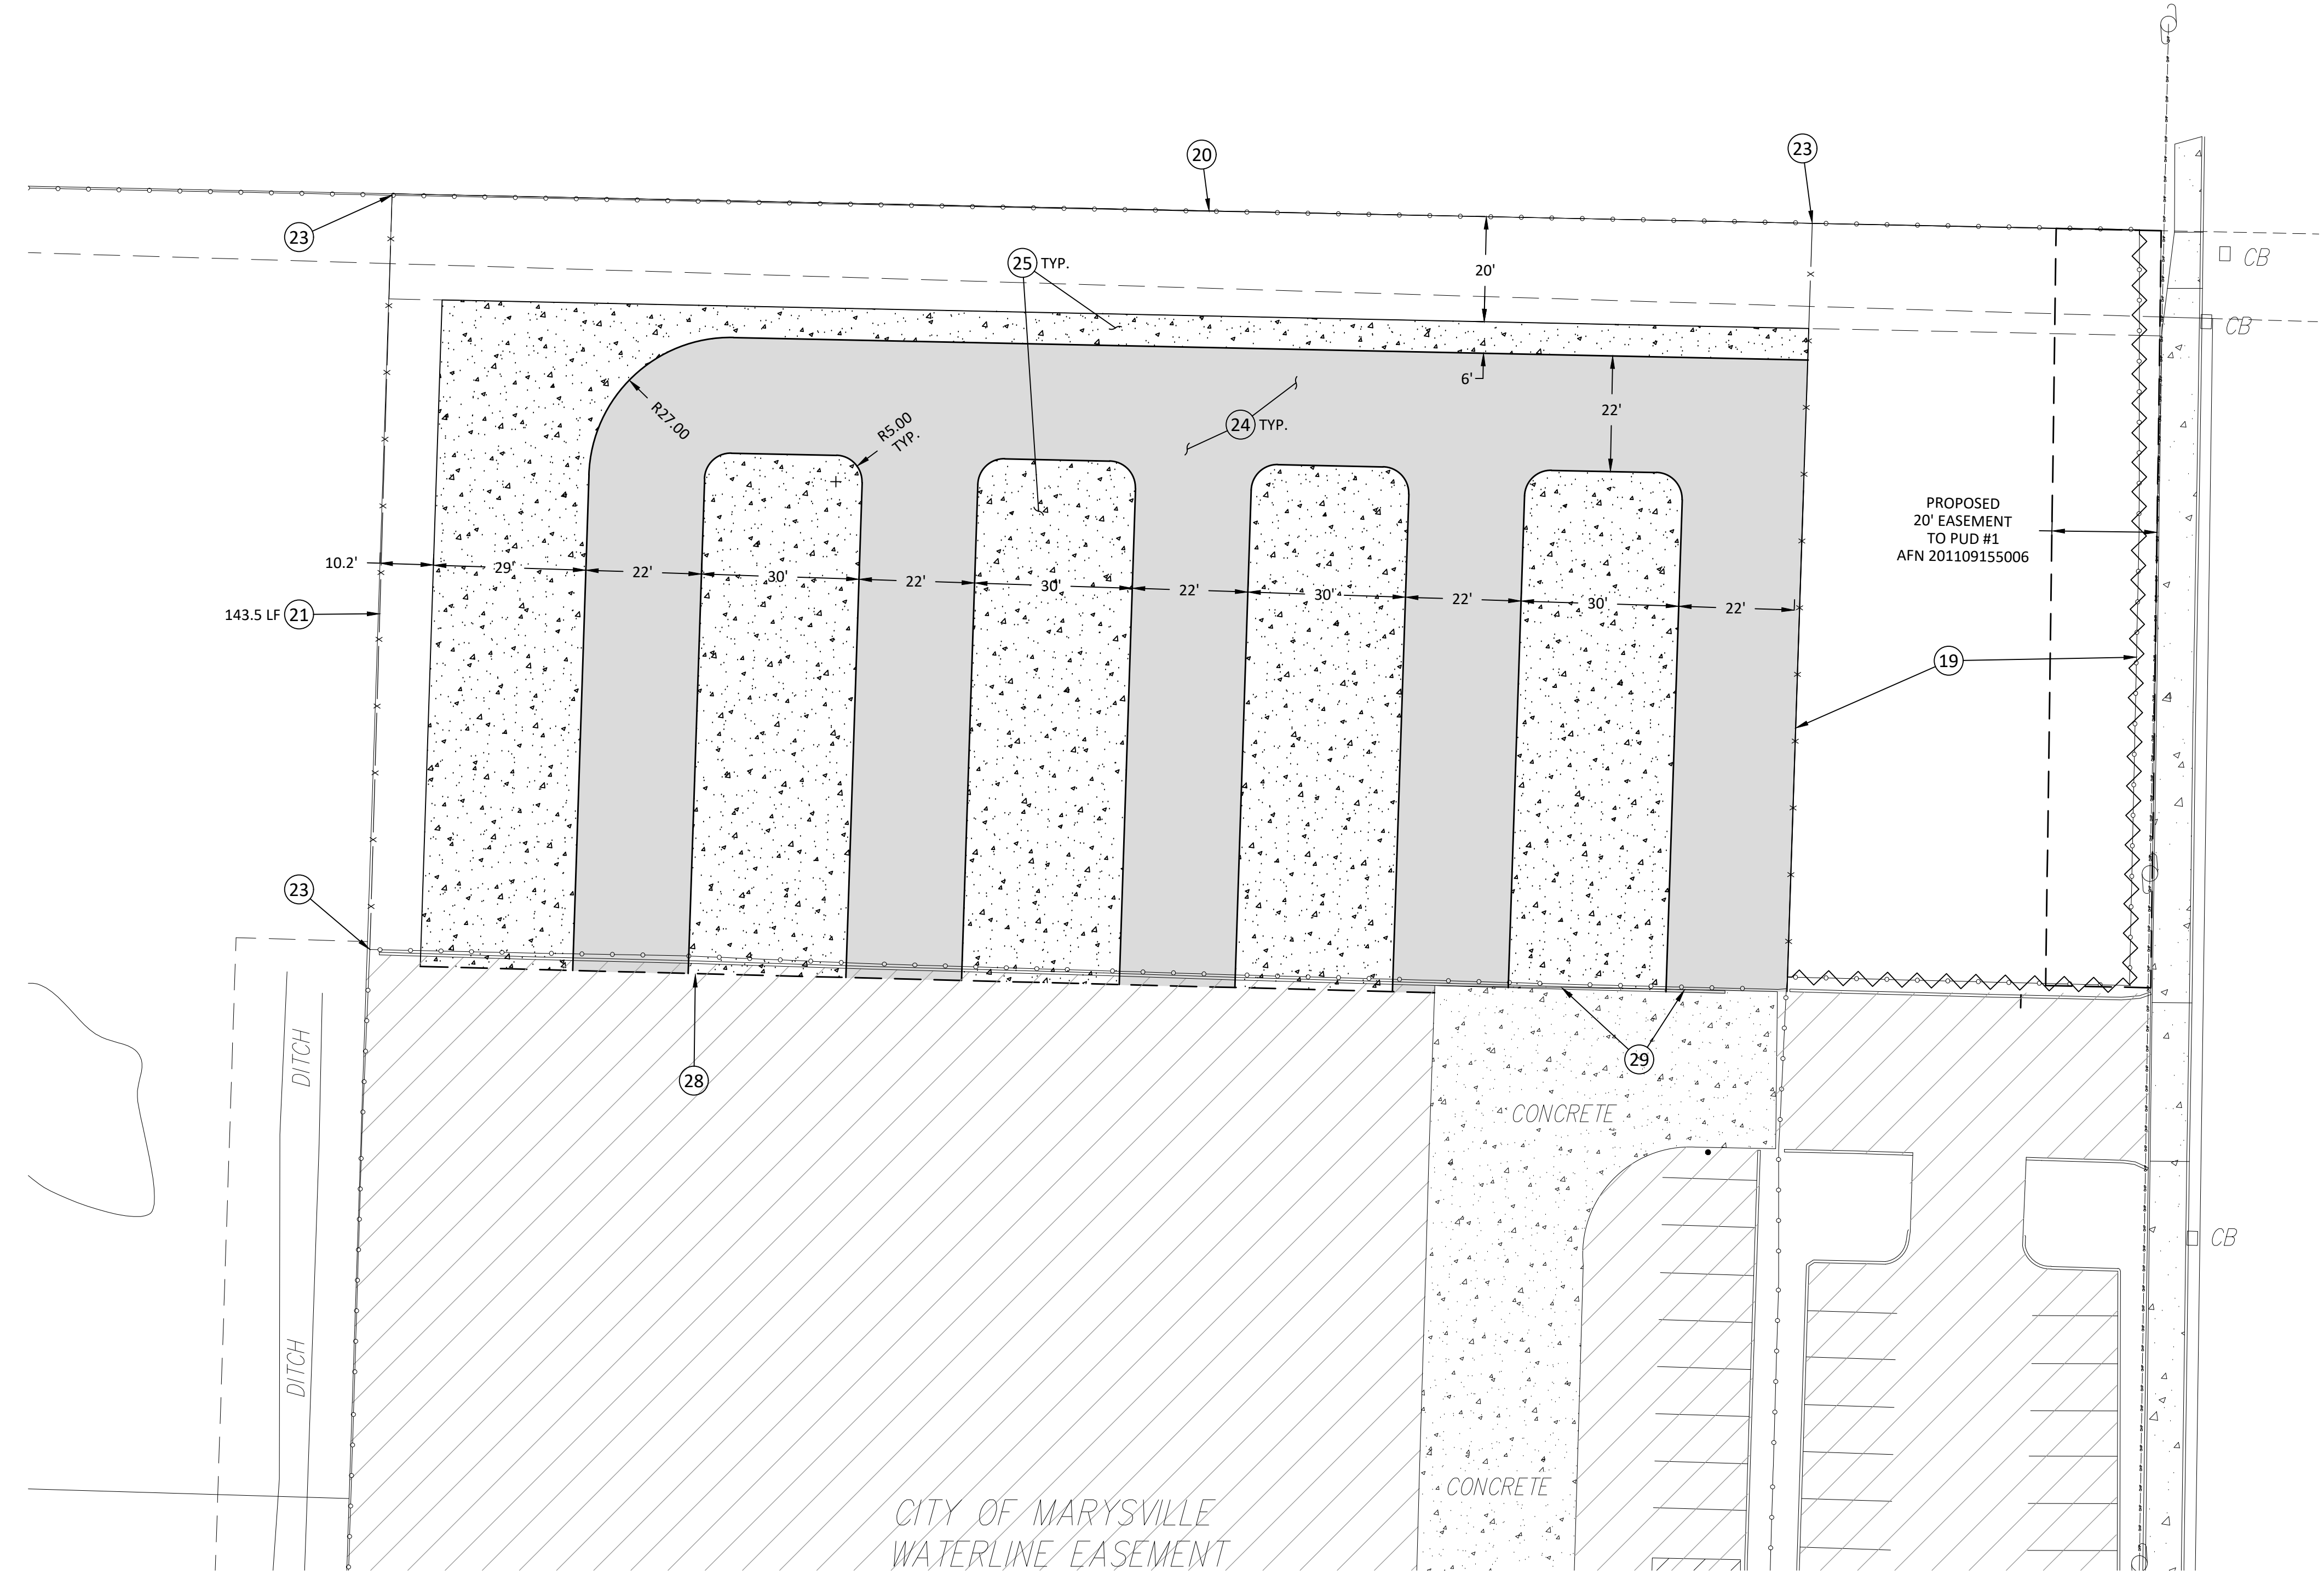 20
23
23
25 TYP.
20'
CB
CB
6'
22'
R27.00
R5.00
TYP.
24 TYP.
PROPOSED
20' EASEMENT
TO PUD #1
AFN 201109155006
10.2'
29'
22'
30'
22'
30'
22'
30'
22'
30'
22'
143.5 LF 21
19
23
28
29
DITCH
CONCRETE
CB
DITCH
CONCRETE
CITY OF MARYSVILLE
WATERLINE EASEMENT